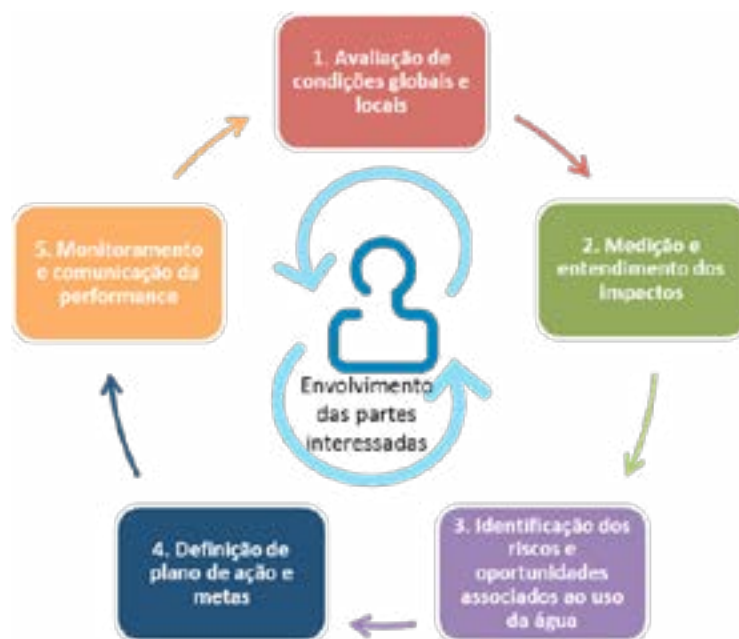 1. Avaliação de
condições globais e
locais
2. Medição e
entendimento dos
impactos
3. Identificação dos
riscos e
oportunidades
associados ao uso
da água
4. Definição de
plano de ação e
metas
5. Monitoramento
e comunicação da
performance
Envolvimento
das partes
interessadas